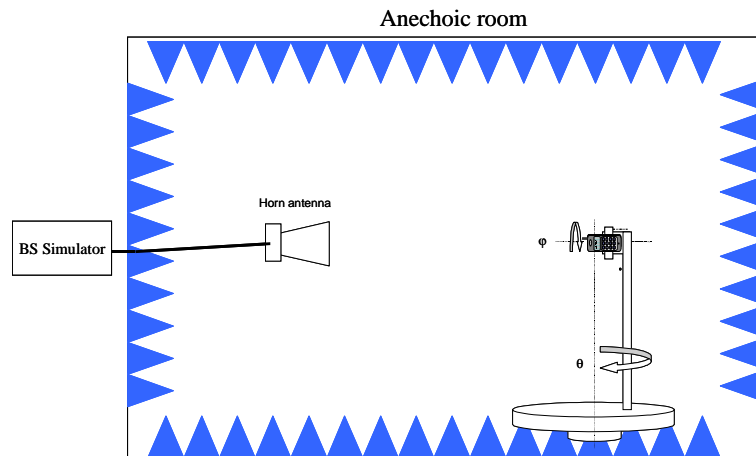 Anechoic room
Horn antenna
BS Simulator
φ
θ